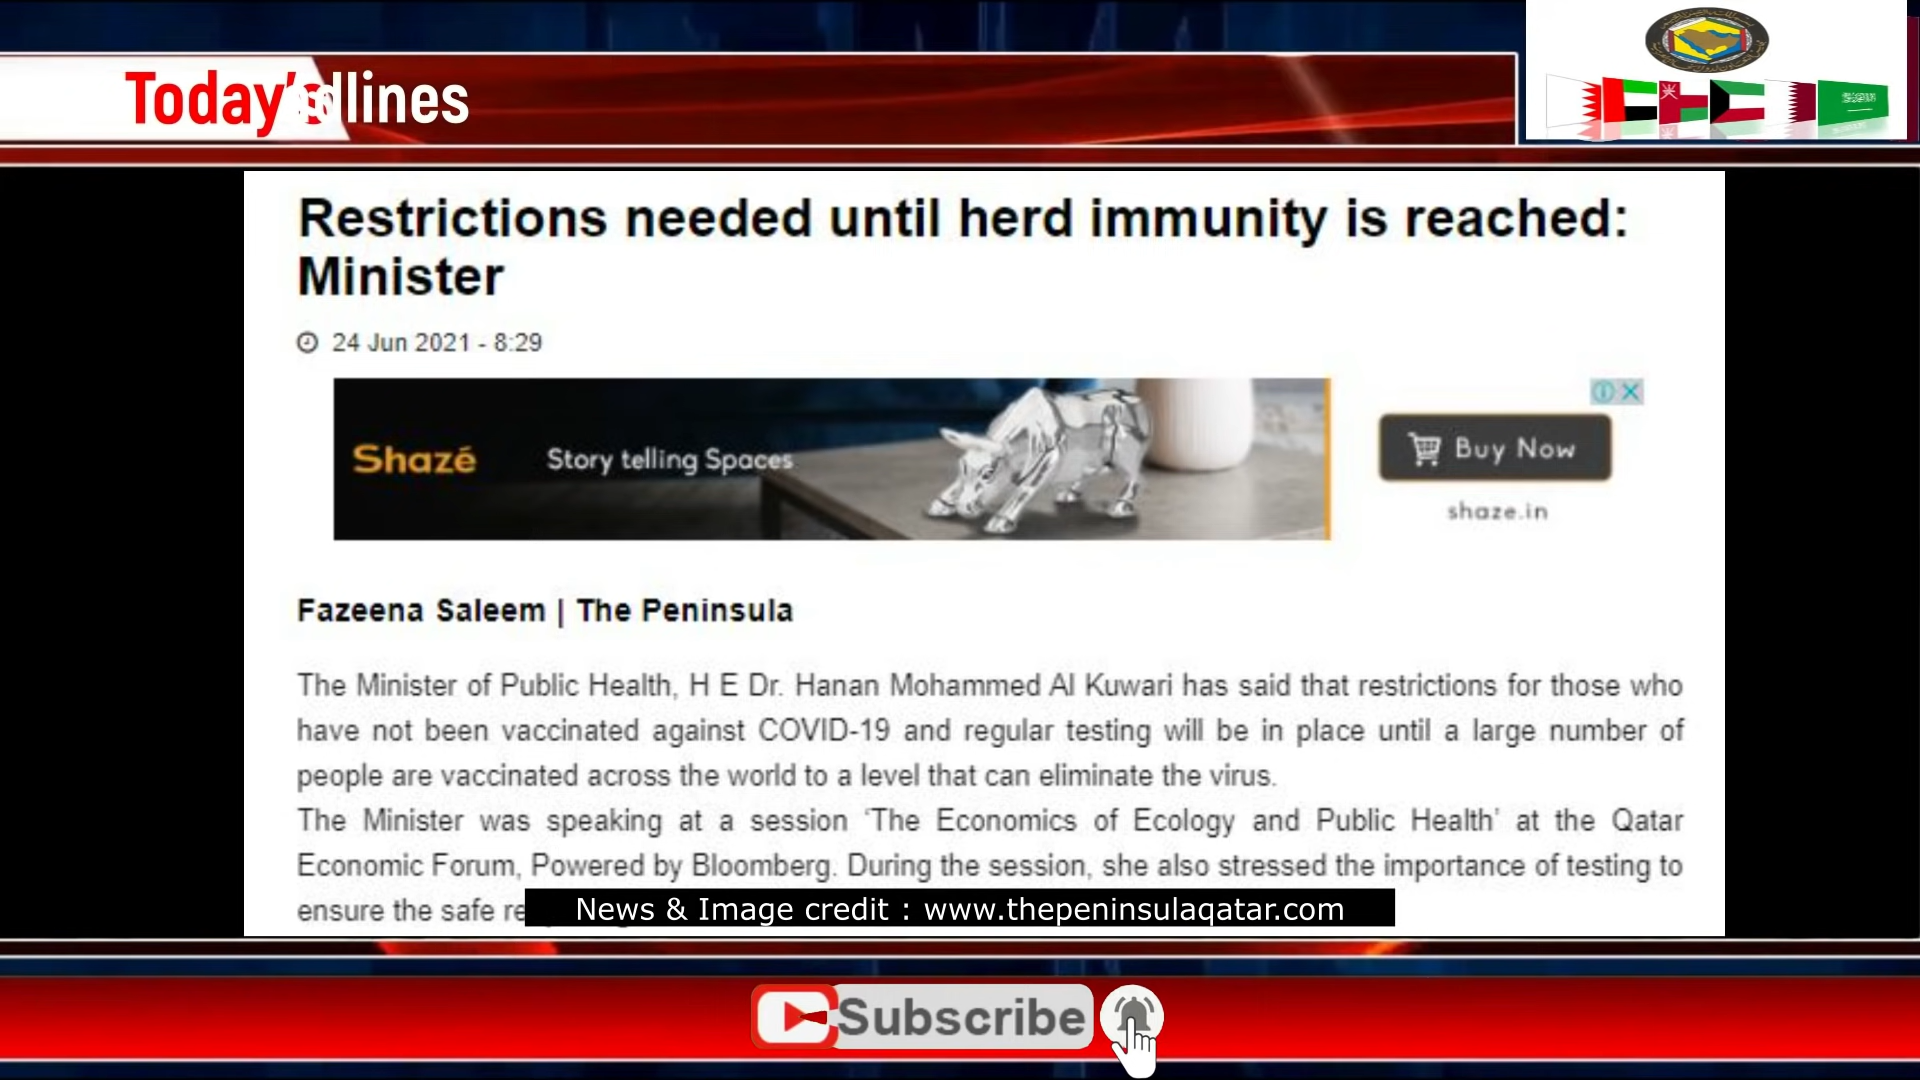 Today's
dlines
Restrictions needed until herd immunity is reached:
Minister
24 Jun 2021 - 8:29
Shazé
Story telling Spaces
Buy Now
shaze.in
Fazeena Saleem | The Peninsula
The Minister of Public Health, H E Dr. Hanan Mohammed Al Kuwari has said that restrictions for those who
have not been vaccinated against COVID-19 and regular testing will be in place until a large number of
people are vaccinated across the world to a level that can eliminate the virus.
The Minister was speaking at a session ‘The Economics of Ecology and Public Health’ at the Qatar
Economic Forum, Powered by Bloomberg. During the session, she also stressed the importance of testing to
ensure the safe re
News & Image credit : www.thepeninsulaqatar.com
Subscribe